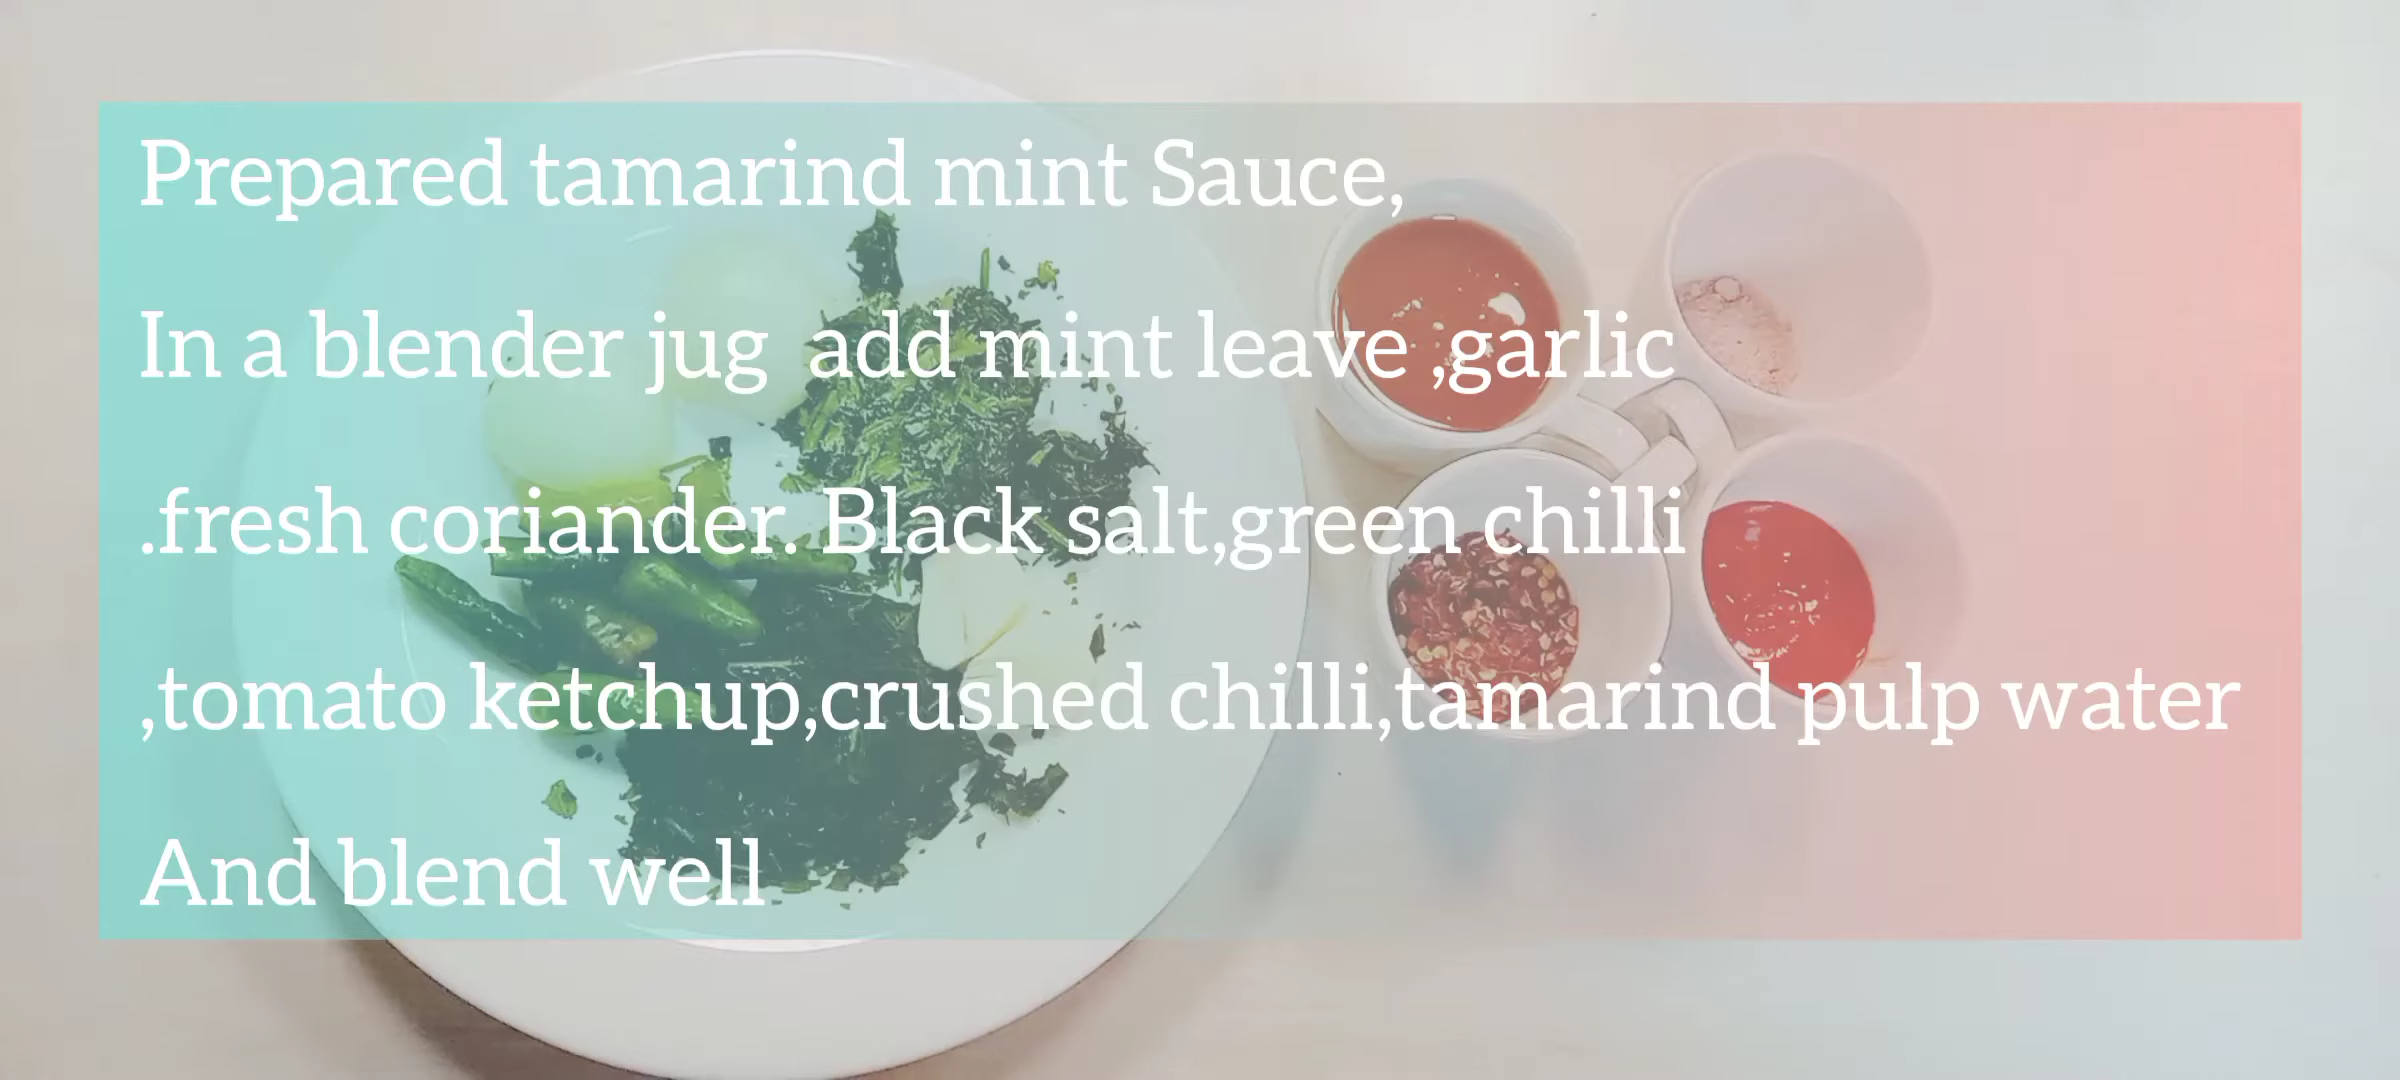 Prepared tamarind mint Sauce,
In a blender jug  add mint leave ,garlic
.fresh coriander. Black salt,green chilli
,tomato ketchup,crushed chilli,tamarind pulp water
And blend well